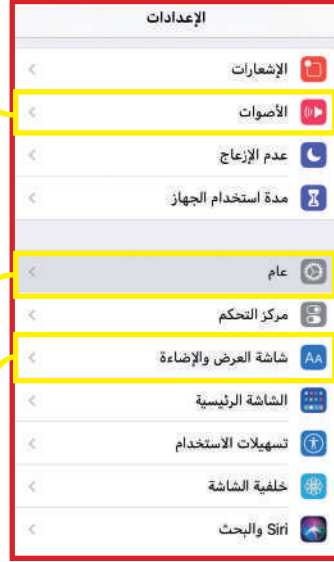 الإعدادات
الإشعارات
الأصوات
عدم الإزعاج
مدة استخدام الجهاز
عام
مركز التحكم
AA شاشة العرض والإضاءة
الشاشة الرئيسية
تسهيلات الاستخدام
خلفية الشاشة
Siri والبحث